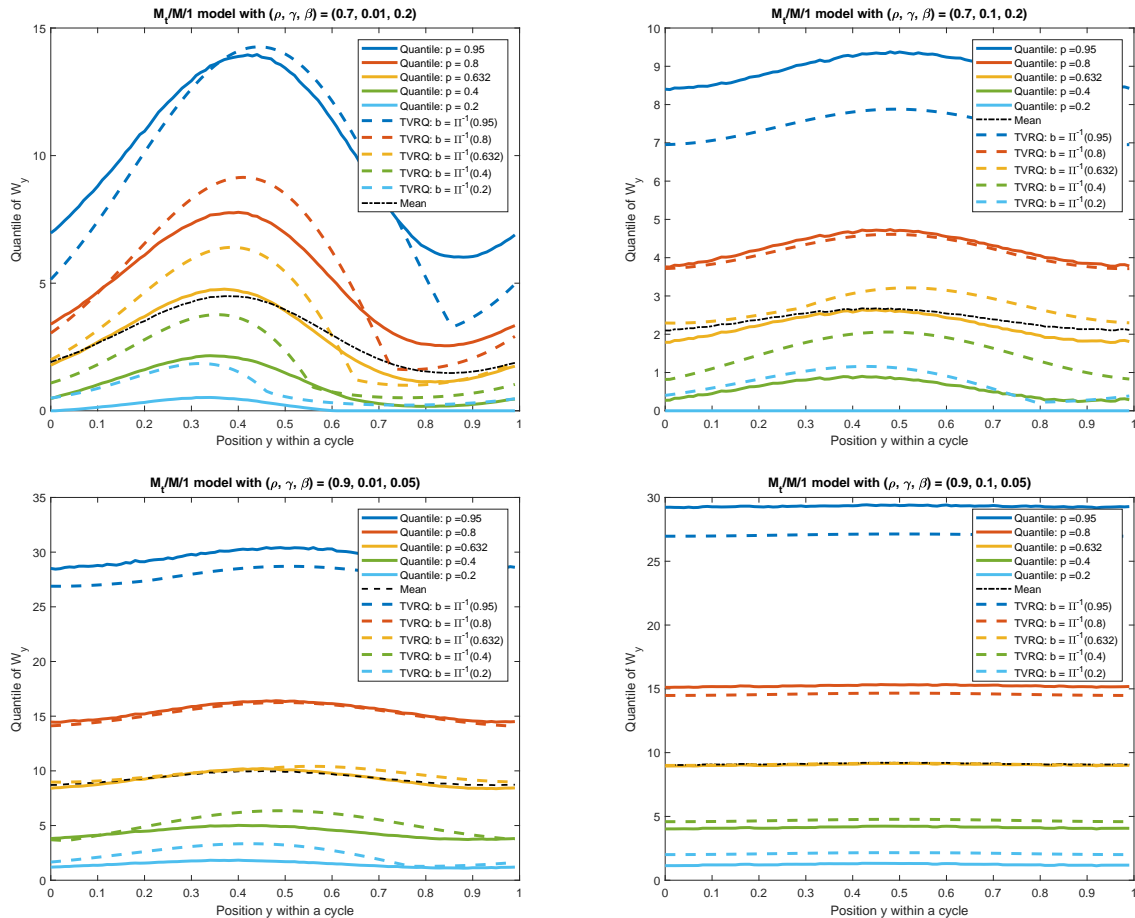 M_t/M/1 model with (ρ, γ, β) = (0.7, 0.01, 0.2)
15
10
5
0
Quantile of W_y
0 0.1 0.2 0.3 0.4 0.5 0.6 0.7 0.8 0.9 1
Position y within a cycle
Quantile: p = 0.95
Quantile: p = 0.8
Quantile: p =0.632
Quantile: p = 0.4
Quantile: p = 0.2
TVRQ: b = Π^-1(0.95)
TVRQ: b = Π^-1(0.8)
TVRQ: b = Π^-1(0.632)
TVRQ: b = Π^-1(0.4)
TVRQ: b = Π^-1(0.2)
Mean
M_t/M/1 model with (ρ, γ, β) = (0.7, 0.1, 0.2)
10
9
8
7
6
5
4
3
2
1
0
Quantile of W_y
0 0.1 0.2 0.3 0.4 0.5 0.6 0.7 0.8 0.9 1
Position y within a cycle
Quantile: p =0.95
Quantile: p =0.8
Quantile: p =0.632
Quantile: p =0.4
Quantile: p =0.2
Mean
TVRQ: b = Π^-1(0.95)
TVRQ: b = Π^-1(0.8)
TVRQ: b = Π^-1(0.632)
TVRQ: b = Π^-1(0.4)
TVRQ: b = Π^-1(0.2)
M_t/M/1 model with (ρ, γ, β) = (0.9, 0.01, 0.05)
35
30
25
20
15
10
5
0
Quantile of W_y
0 0.1 0.2 0.3 0.4 0.5 0.6 0.7 0.8 0.9 1
Position y within a cycle
Quantile: p =0.95
Quantile: p =0.8
Quantile: p =0.632
Quantile: p =0.4
Quantile: p =0.2
Mean
TVRQ: b = Π^-1(0.95)
TVRQ: b = Π^-1(0.8)
TVRQ: b = Π^-1(0.632)
TVRQ: b = Π^-1(0.4)
TVRQ: b = Π^-1(0.2)
M_t/M/1 model with (ρ, γ, β) = (0.9, 0.1, 0.05)
30
25
20
15
10
5
0
Quantile of W_y
0 0.1 0.2 0.3 0.4 0.5 0.6 0.7 0.8 0.9 1
Position y within a cycle
Quantile: p =0.95
Quantile: p =0.8
Quantile: p =0.632
Quantile: p =0.4
Quantile: p =0.2
Mean
TVRQ: b = Π^-1(0.95)
TVRQ: b = Π^-1(0.8)
TVRQ: b = Π^-1(0.632)
TVRQ: b = Π^-1(0.4)
TVRQ: b = Π^-1(0.2)